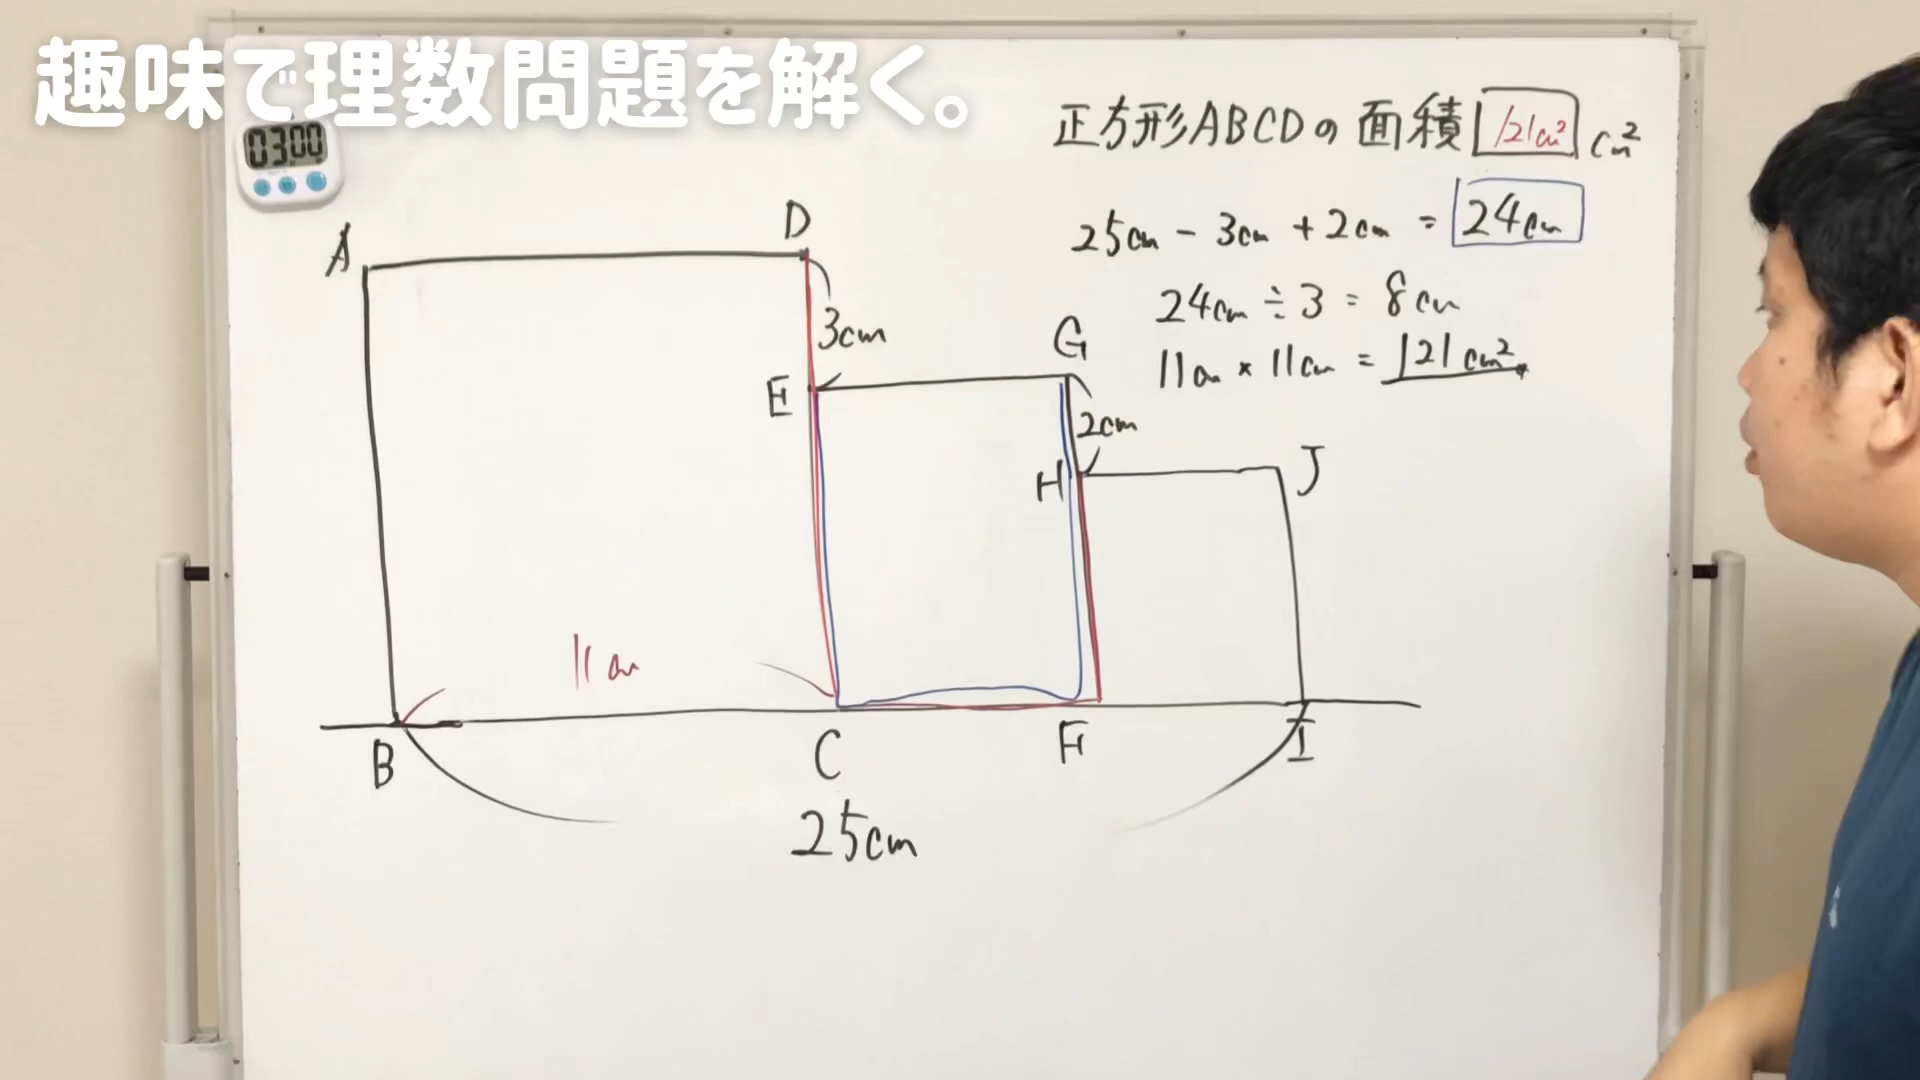 趣味で理数問題を解く。
03:00
正方形ABCDの面積 121cm² cm²
25cm - 3cm + 2cm = 24cm
24cm ÷ 3 = 8cm
11cm × 11cm = 121cm²
A
D
3cm
G
E
2cm
H
J
11cm
B
C
F
I
25cm